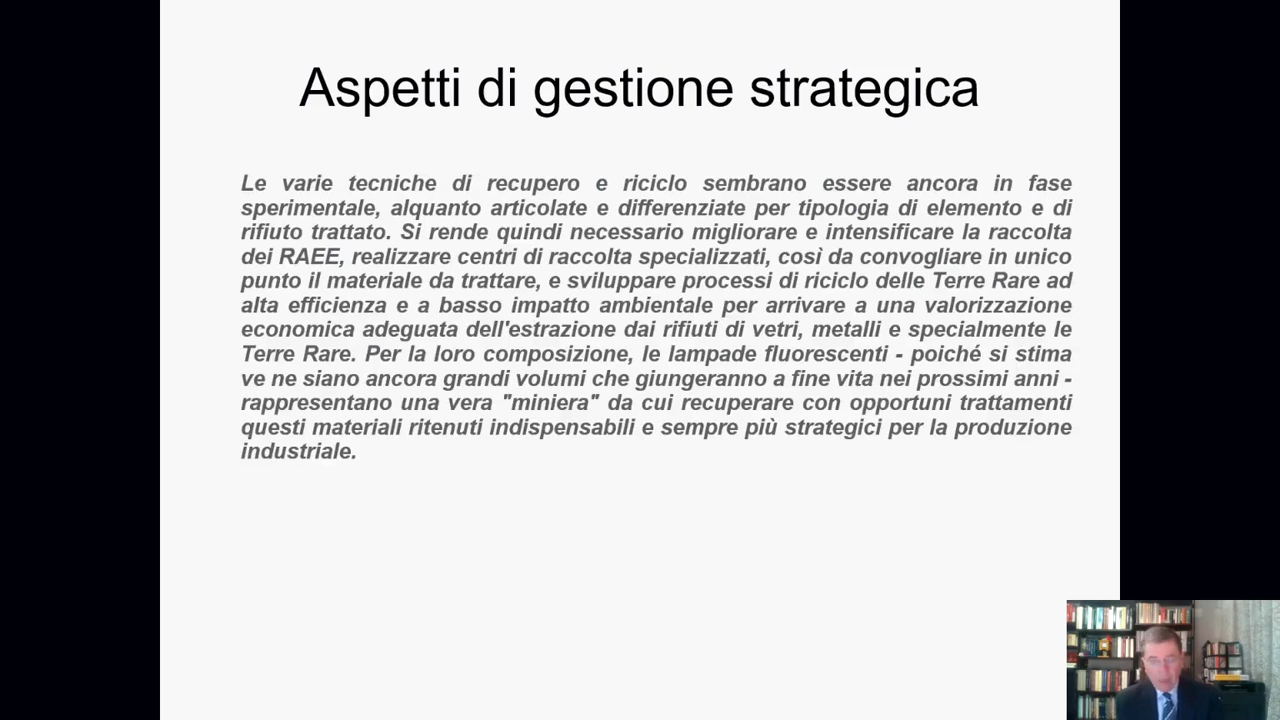 Aspetti di gestione strategica
Le varie tecniche di recupero e riciclo sembrano essere ancora in fase
sperimentale, alquanto articolate e differenziate per tipologia di elemento e di
rifiuto trattato. Si rende quindi necessario migliorare e intensificare la raccolta
dei RAEE, realizzare centri di raccolta specializzati, così da convogliare in unico
punto il materiale da trattare, e sviluppare processi di riciclo delle Terre Rare ad
alta efficienza e a basso impatto ambientale per arrivare a una valorizzazione
economica adeguata dell'estrazione dai rifiuti di vetri, metalli e specialmente le
Terre Rare. Per la loro composizione, le lampade fluorescenti - poiché si stima
ve ne siano ancora grandi volumi che giungeranno a fine vita nei prossimi anni -
rappresentano una vera "miniera" da cui recuperare con opportuni trattamenti
questi materiali ritenuti indispensabili e sempre più strategici per la produzione
industriale.